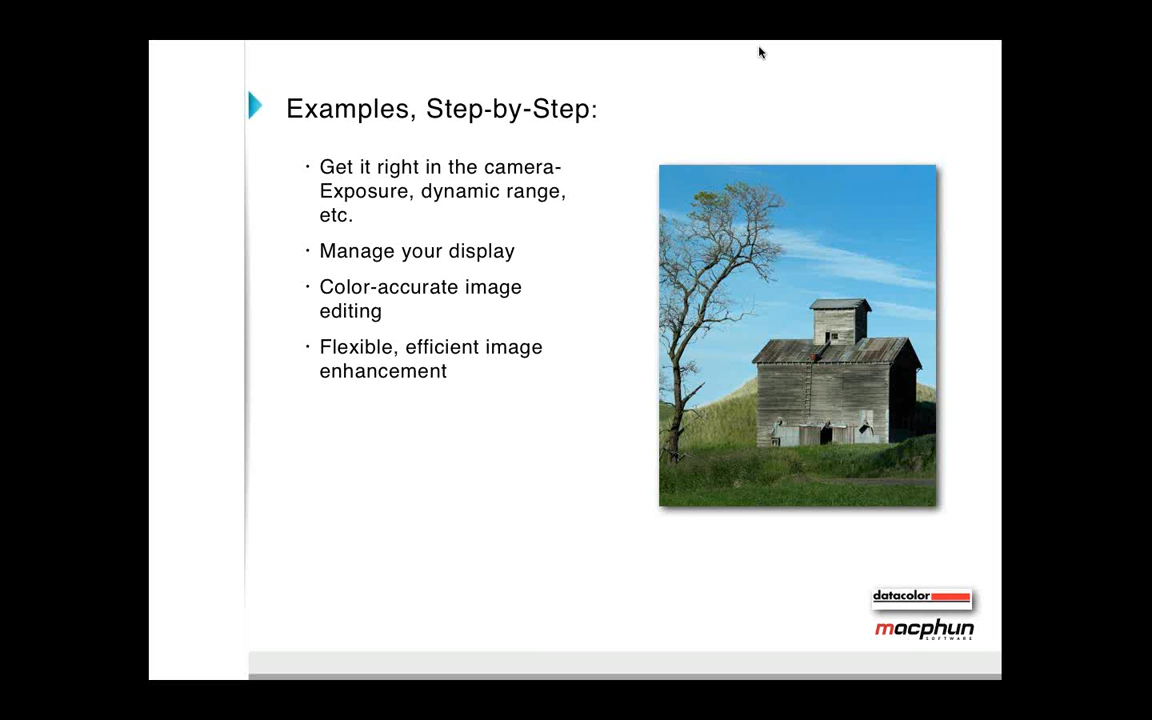 Examples, Step-by-Step:
· Get it right in the camera-
Exposure, dynamic range,
etc.
· Manage your display
· Color-accurate image
editing
· Flexible, efficient image
enhancement
datacolor
macphun
SOFTWARE